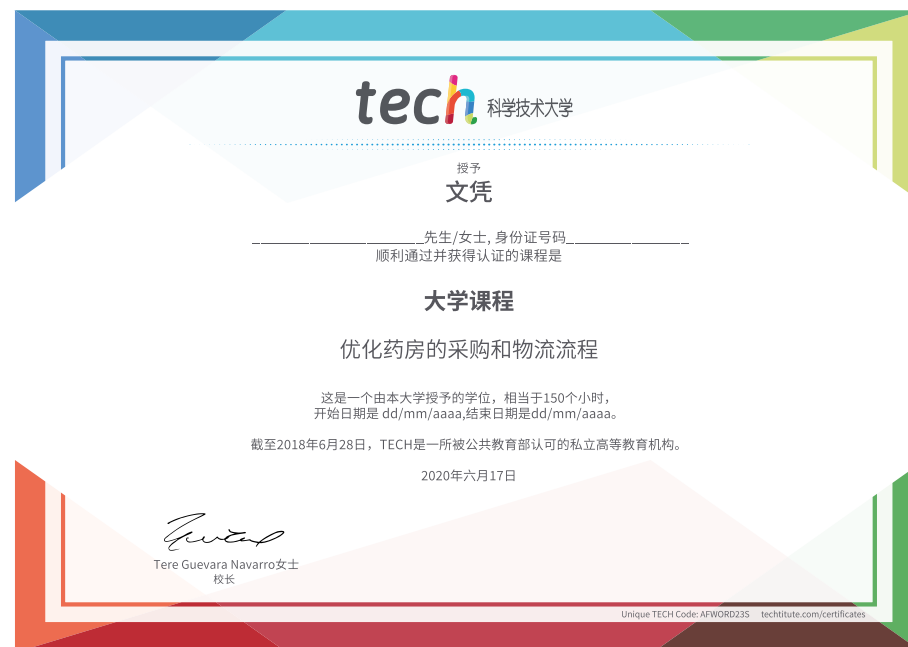 tech 科学技术大学
授予
文凭
______________________先生/女士, 身份证号码________________
顺利通过并获得认证的课程是
大学课程
优化药房的采购和物流流程
这是一个由本大学授予的学位，相当于150个小时，
开始日期是 dd/mm/aaaa,结束日期是dd/mm/aaaa。
截至2018年6月28日，TECH是一所被公共教育部认可的私立高等教育机构。
2020年六月17日
Tere Guevara Navarro女士
校长
Unique TECH Code: AFWORD23S techtitute.com/certificates